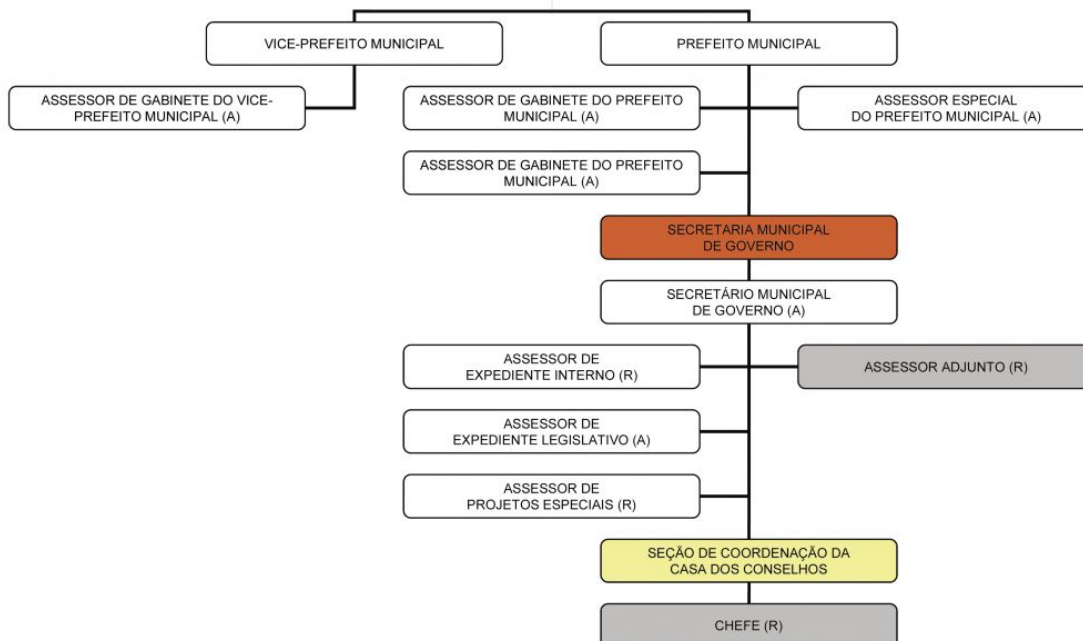 VICE-PREFEITO MUNICIPAL
PREFEITO MUNICIPAL
ASSESSOR DE GABINETE DO VICE-
PREFEITO MUNICIPAL (A)
ASSESSOR DE GABINETE DO PREFEITO
MUNICIPAL (A)
ASSESSOR ESPECIAL
DO PREFEITO MUNICIPAL (A)
ASSESSOR DE GABINETE DO PREFEITO
MUNICIPAL (A)
SECRETARIA MUNICIPAL
DE GOVERNO
SECRETÁRIO MUNICIPAL
DE GOVERNO (A)
ASSESSOR DE
EXPEDIENTE INTERNO (R)
ASSESSOR ADJUNTO (R)
ASSESSOR DE
EXPEDIENTE LEGISLATIVO (A)
ASSESSOR DE
PROJETOS ESPECIAIS (R)
SEÇÃO DE COORDENAÇÃO DA
CASA DOS CONSELHOS
CHEFE (R)